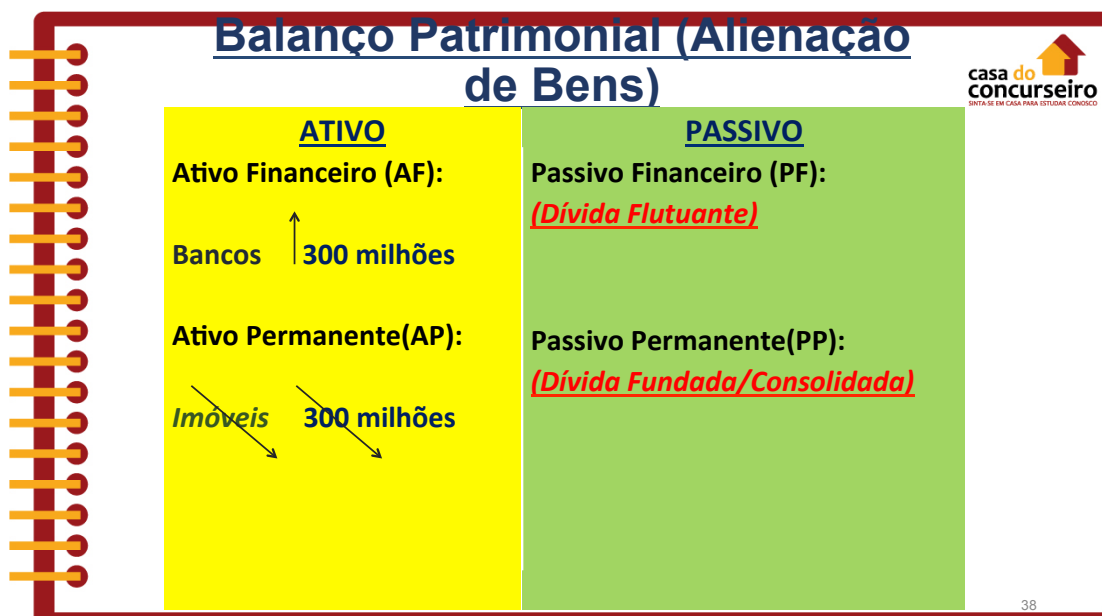 Balanço Patrimonial (Alienação
de Bens)
casa do
concurseiro
SINTA-SE EM CASA PARA ESTUDAR CONOSCO
ATIVO
Ativo Financeiro (AF):
Bancos 300 milhões
Ativo Permanente(AP):
Imóveis 300 milhões
PASSIVO
Passivo Financeiro (PF):
(Dívida Flutuante)
Passivo Permanente(PP):
(Dívida Fundada/Consolidada)
38